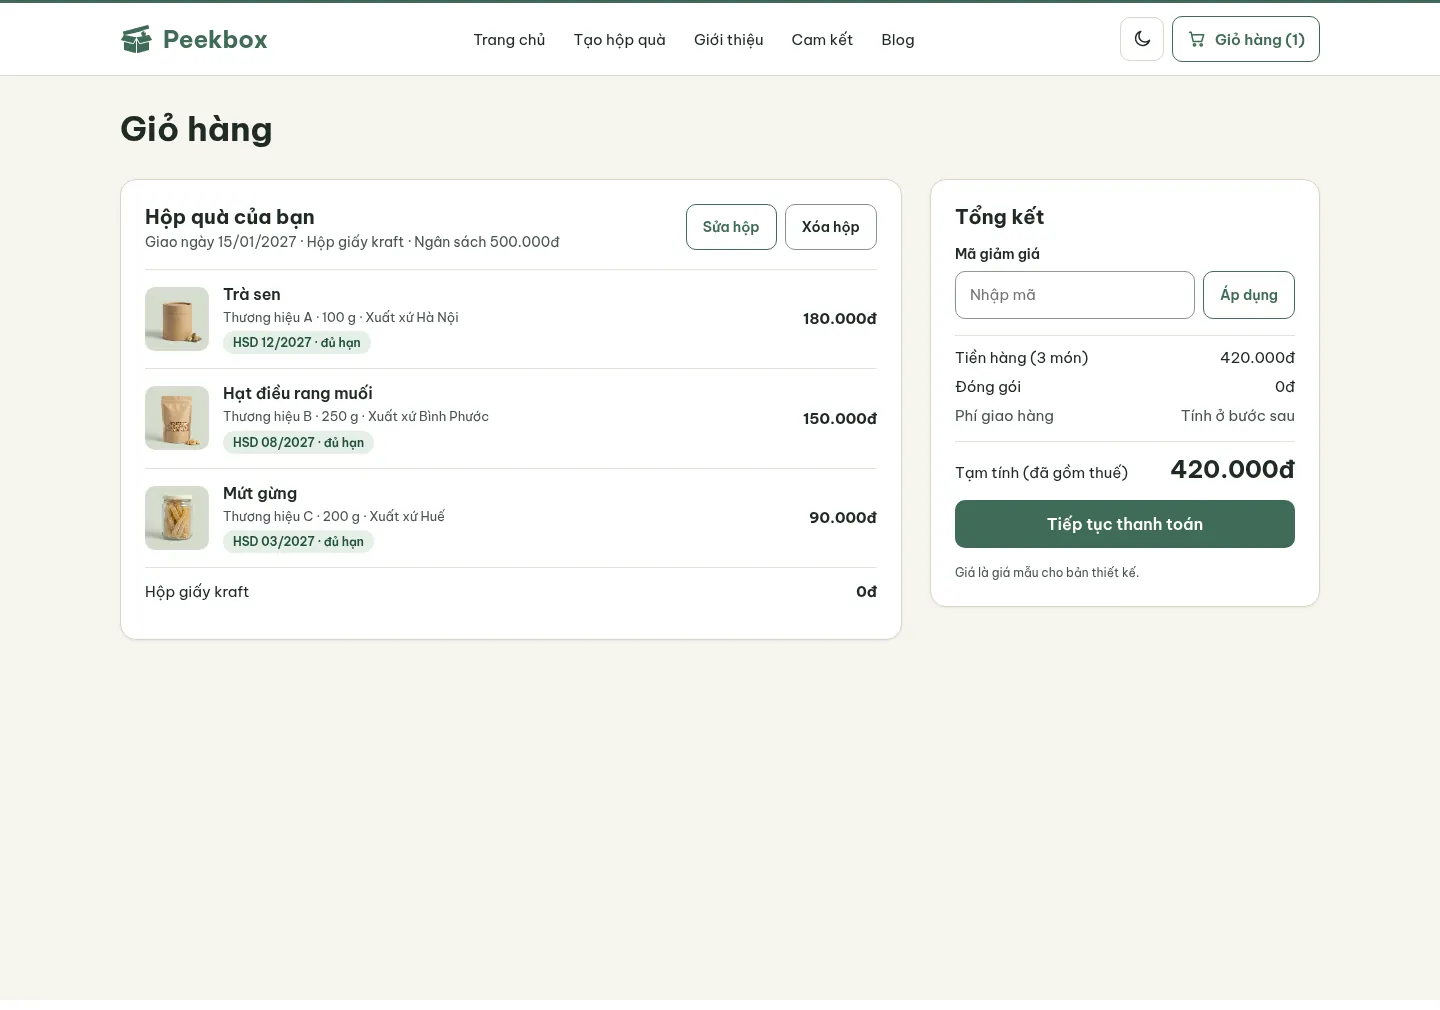 Peekbox
Trang chủ
Tạo hộp quà
Giới thiệu
Cam kết
Blog
Giỏ hàng (1)
Giỏ hàng
Hộp quà của bạn
Giao ngày 15/01/2027 · Hộp giấy kraft · Ngân sách 500.000đ
Sửa hộp
Xóa hộp
Trà sen
Thương hiệu A · 100 g · Xuất xứ Hà Nội
HSD 12/2027 · đủ hạn
180.000đ
Hạt điều rang muối
Thương hiệu B · 250 g · Xuất xứ Bình Phước
HSD 08/2027 · đủ hạn
150.000đ
Mứt gừng
Thương hiệu C · 200 g · Xuất xứ Huế
HSD 03/2027 · đủ hạn
90.000đ
Hộp giấy kraft
0đ
Tổng kết
Mã giảm giá
Nhập mã
Áp dụng
Tiền hàng (3 món)
420.000đ
Đóng gói
0đ
Phí giao hàng
Tính ở bước sau
Tạm tính (đã gồm thuế)
420.000đ
Tiếp tục thanh toán
Giá là giá mẫu cho bản thiết kế.